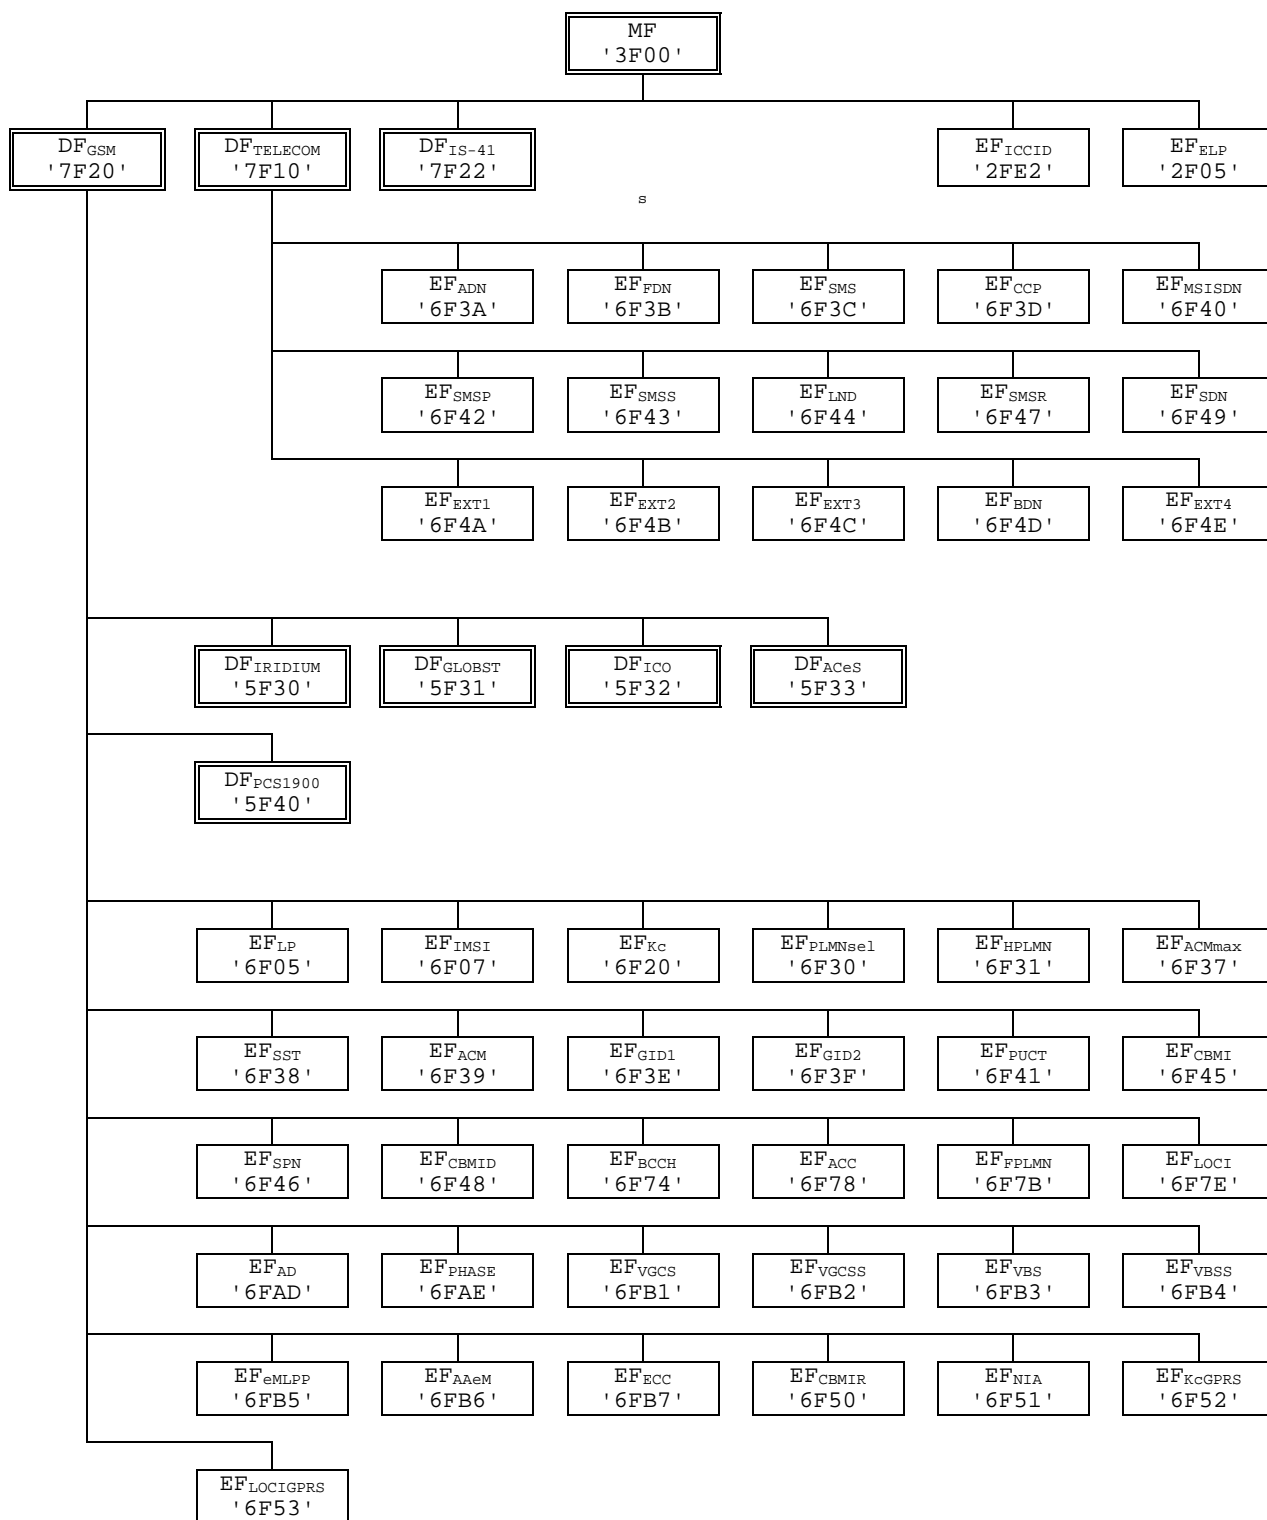 MF
'3F00'
DFGSM
'7F20'
DFTELECOM
'7F10'
DFIS-41
'7F22'
EFICCID
'2FE2'
EFELP
'2F05'
s
EFADN
'6F3A'
EFFDN
'6F3B'
EFSMS
'6F3C'
EFCCP
'6F3D'
EFMSISDN
'6F40'
EFSMSP
'6F42'
EFSMSS
'6F43'
EFLND
'6F44'
EFSMSR
'6F47'
EFSDN
'6F49'
EFEXT1
'6F4A'
EFEXT2
'6F4B'
EFEXT3
'6F4C'
EFBDN
'6F4D'
EFEXT4
'6F4E'
DFIRIDIUM
'5F30'
DFGLOBST
'5F31'
DFICO
'5F32'
DFACeS
'5F33'
DFPCS1900
'5F40'
EFLP
'6F05'
EFIMSI
'6F07'
EFKc
'6F20'
EFPLMNsel
'6F30'
EFHPLMN
'6F31'
EFACMmax
'6F37'
EFSST
'6F38'
EFACM
'6F39'
EFGID1
'6F3E'
EFGID2
'6F3F'
EFPUCT
'6F41'
EFCBMI
'6F45'
EFSPN
'6F46'
EFCBMID
'6F48'
EFBCCH
'6F74'
EFACC
'6F78'
EFFPLMN
'6F7B'
EFLOCI
'6F7E'
EFAD
'6FAD'
EFPHASE
'6FAE'
EFVGCS
'6FB1'
EFVGCSS
'6FB2'
EFVBS
'6FB3'
EFVBSS
'6FB4'
EFeMLPP
'6FB5'
EFAAeM
'6FB6'
EFECC
'6FB7'
EFCBMIR
'6F50'
EFNIA
'6F51'
EFKcGPRS
'6F52'
EFLOCIGPRS
'6F53'